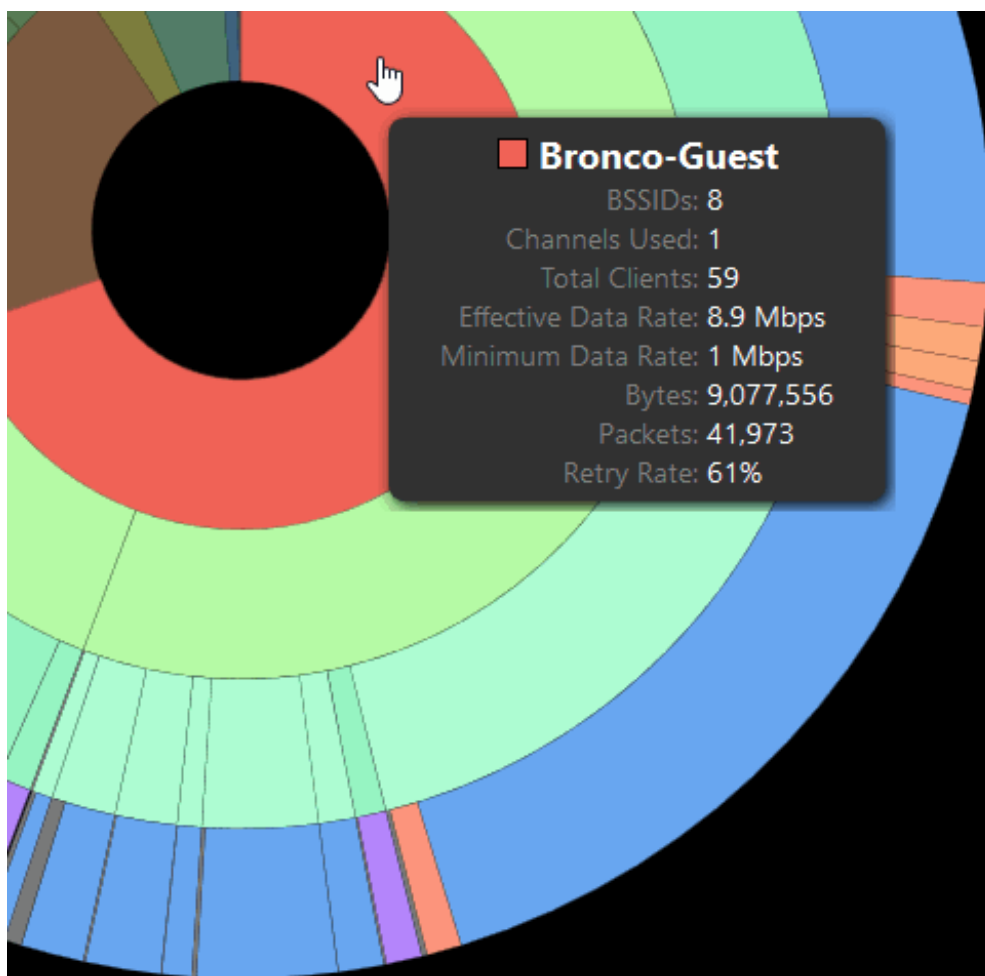 Bronco-Guest
BSSIDs: 8
Channels Used: 1
Total Clients: 59
Effective Data Rate: 8.9 Mbps
Minimum Data Rate: 1 Mbps
Bytes: 9,077,556
Packets: 41,973
Retry Rate: 61%